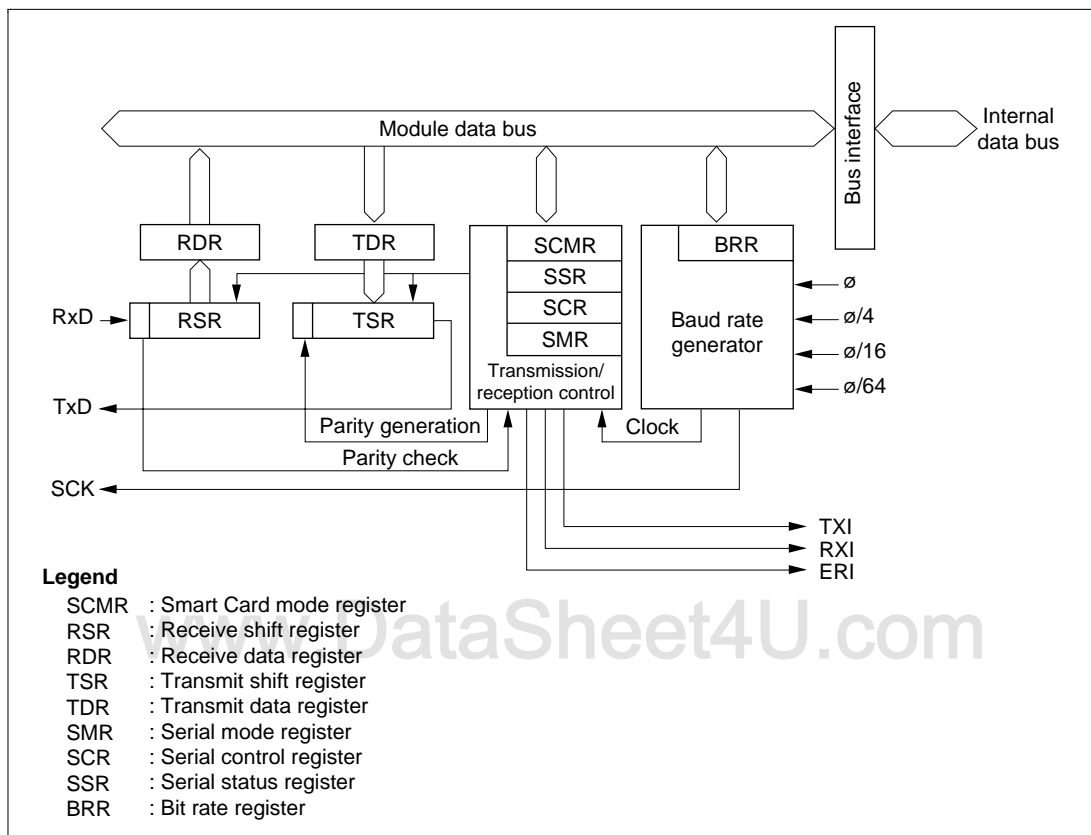 Module data bus
Bus interface
Internal
data bus
RDR
TDR
SCMR
SSR
SCR
SMR
Transmission/
reception control
BRR
Baud rate
generator
ø
ø/4
ø/16
ø/64
RxD
RSR
TSR
TxD
Parity generation
Parity check
Clock
SCK
TXI
RXI
ERI
Legend
SCMR : Smart Card mode register
RSR : Receive shift register
RDR : Receive data register
TSR : Transmit shift register
TDR : Transmit data register
SMR : Serial mode register
SCR : Serial control register
SSR : Serial status register
BRR : Bit rate register
www.DataSheet4U.com